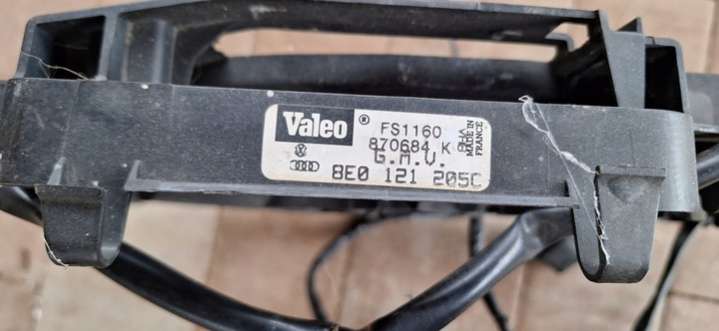 Valeo ® FS1160
870684 K
G.M.V.
8E0 121 205C
MADE IN
FRANCE